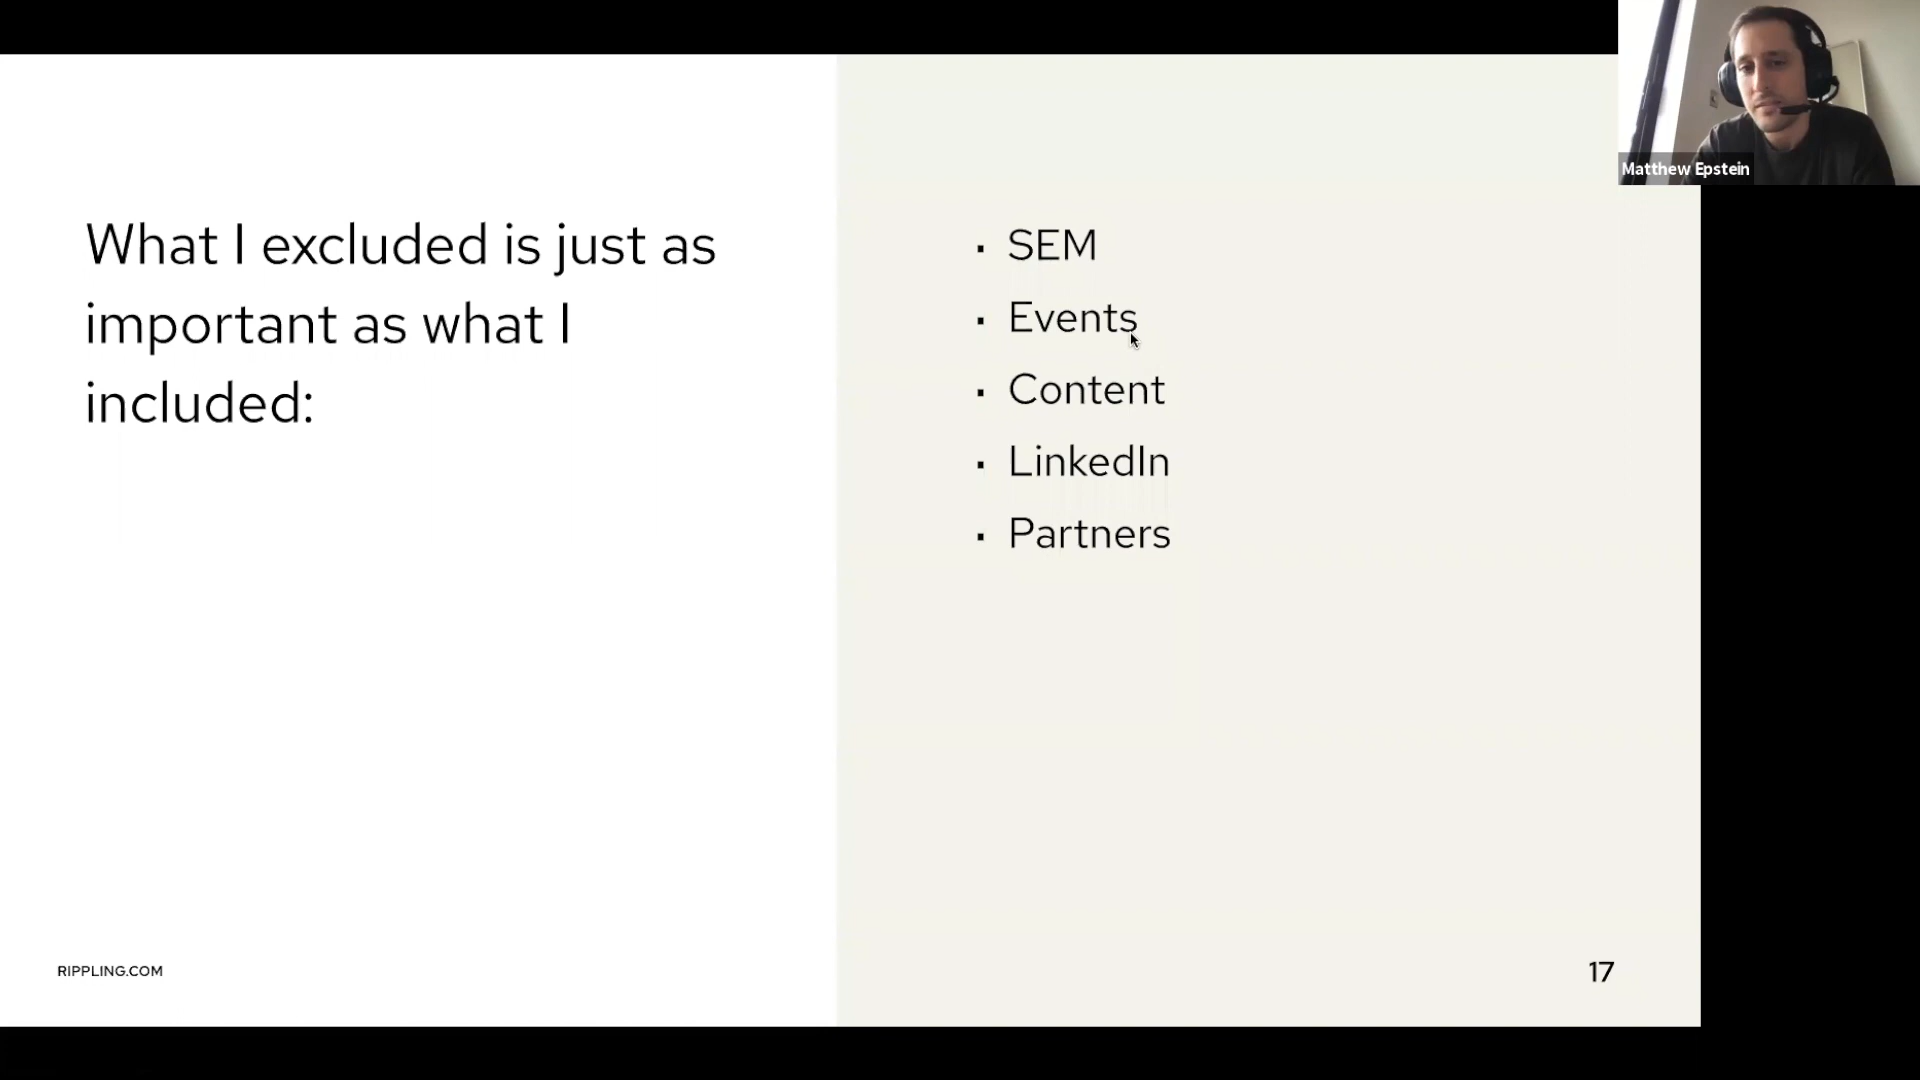 What I excluded is just as
important as what I
included:
· SEM
· Events
· Content
· LinkedIn
· Partners
RIPPLING.COM
17
Matthew Epstein